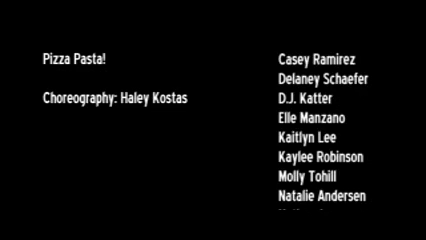 Pizza Pasta!
Choreography: Haley Kostas
Casey Ramirez
Delaney Schaefer
D.J. Katter
Elle Manzano
Kaitlyn Lee
Kaylee Robinson
Molly Tohill
Natalie Andersen